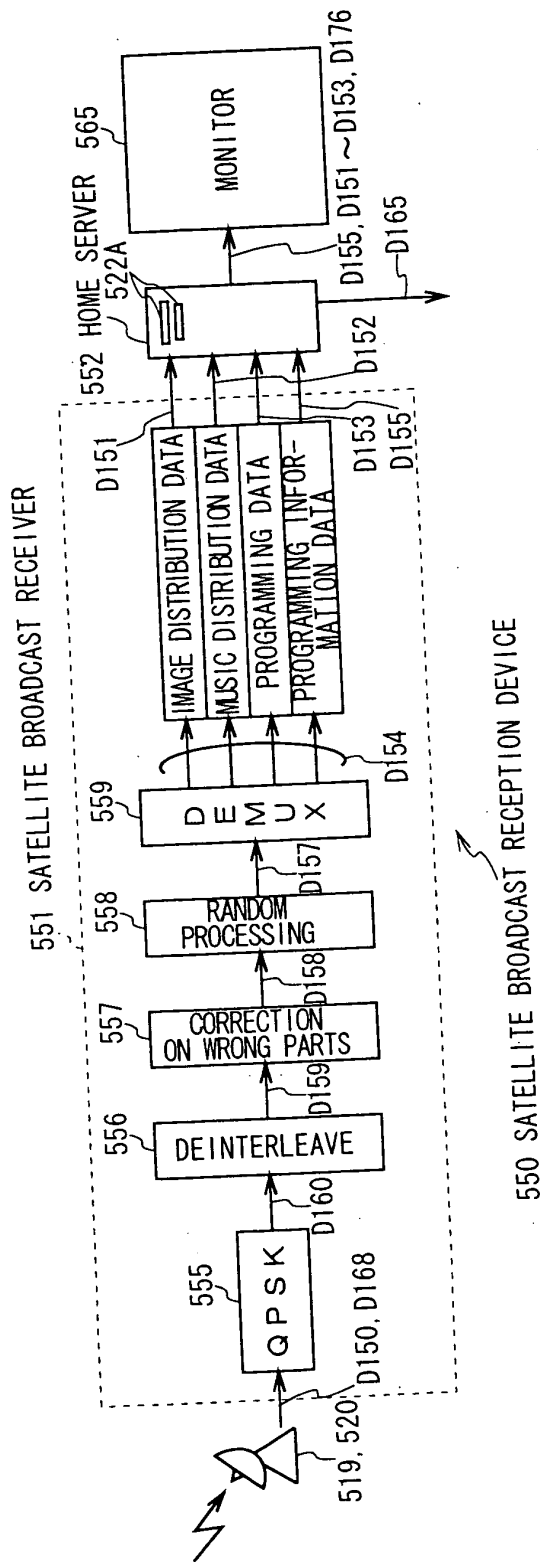 551 SATELLITE BROADCAST RECEIVER
552 HOME SERVER
522A
565
MONITOR
519, 520
D150, D168
555
QPSK
D160
556
DEINTERLEAVE
D159
557
CORRECTION
ON WRONG PARTS
D158
558
RANDOM
PROCESSING
D157
559
DEMUX
D154
IMAGE DISTRIBUTION DATA
MUSIC DISTRIBUTION DATA
PROGRAMMING DATA
PROGRAMMING INFOR-
MATION DATA
D151
D152
D153
D155
D155, D151~D153, D176
D165
550 SATELLITE BROADCAST RECEPTION DEVICE